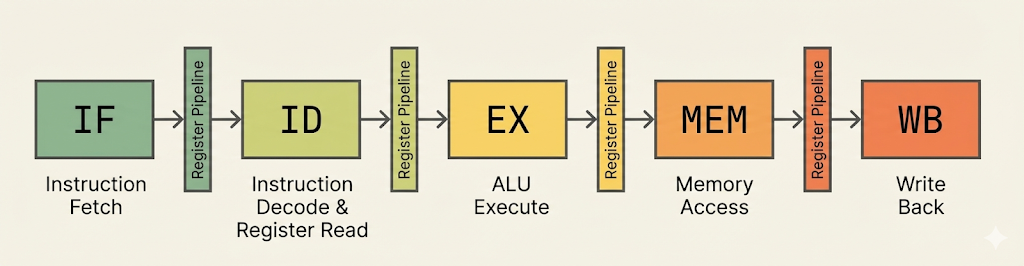 IF
Register Pipeline
ID
Register Pipeline
EX
Register Pipeline
MEM
Register Pipeline
WB
Instruction
Fetch
Instruction
Decode &
Register Read
ALU
Execute
Memory
Access
Write
Back